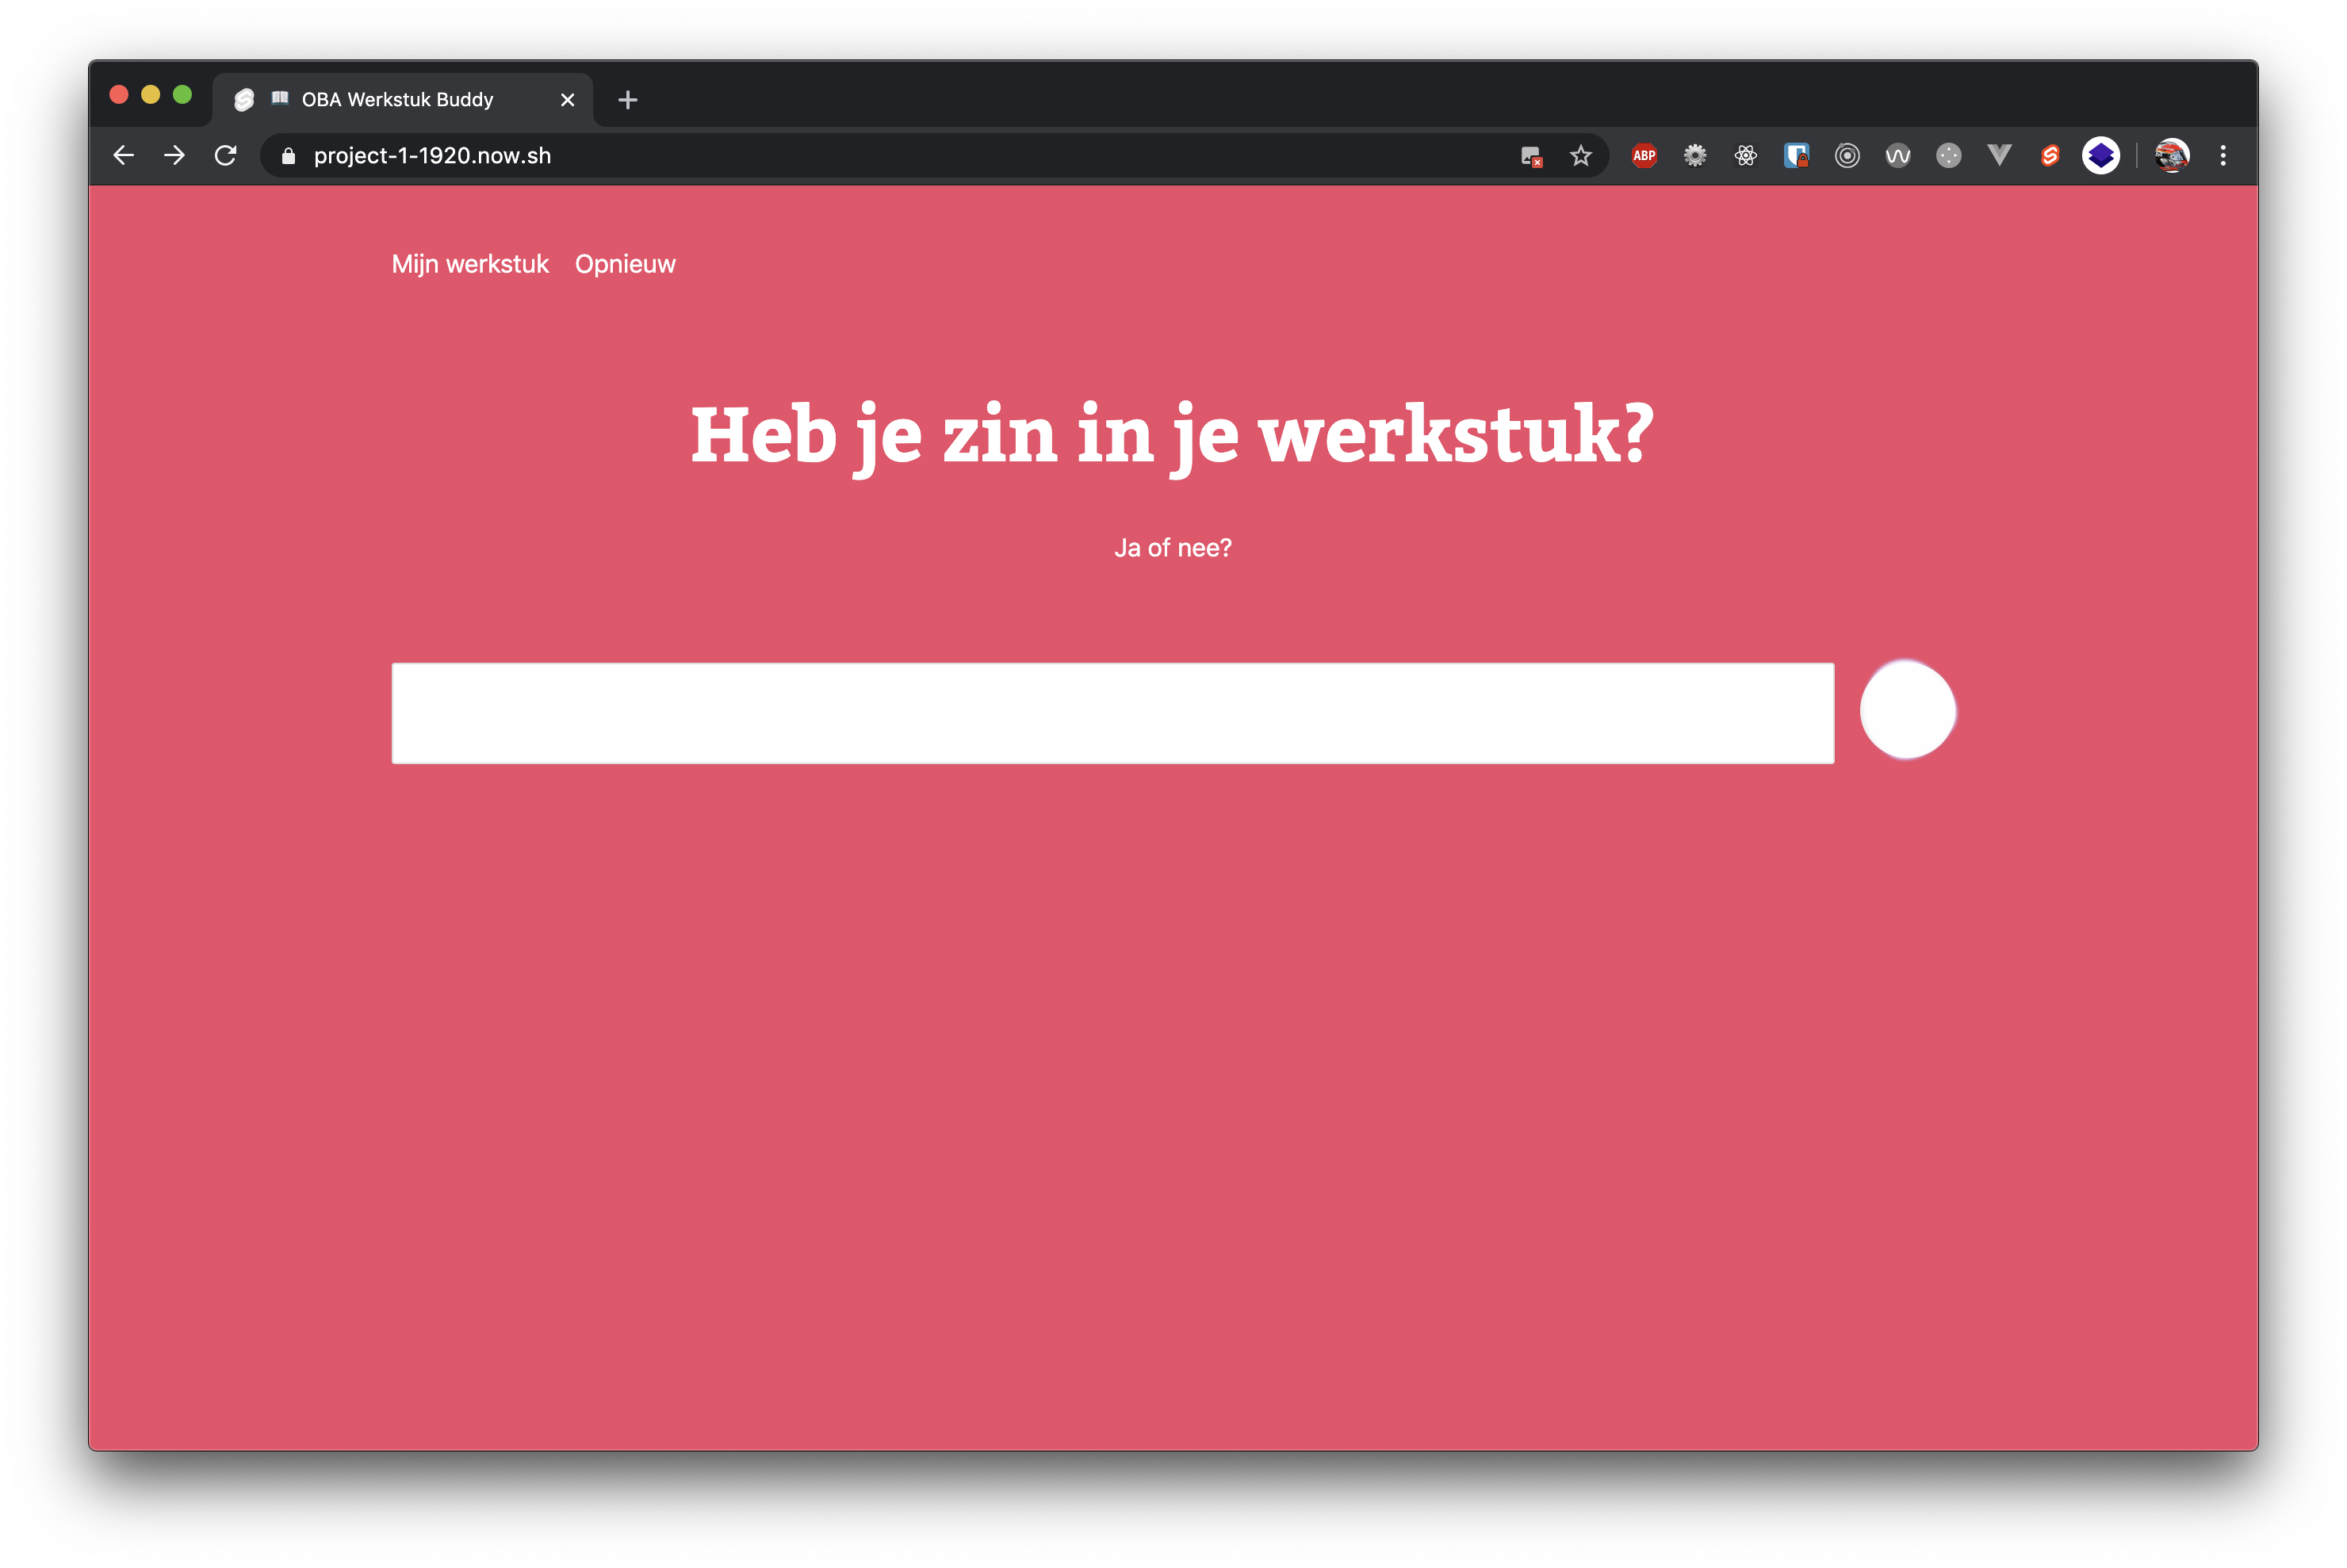 OBA Werkstuk Buddy
project-1-1920.now.sh
ABP
Mijn werkstuk Opnieuw
Heb je zin in je werkstuk?
Ja of nee?